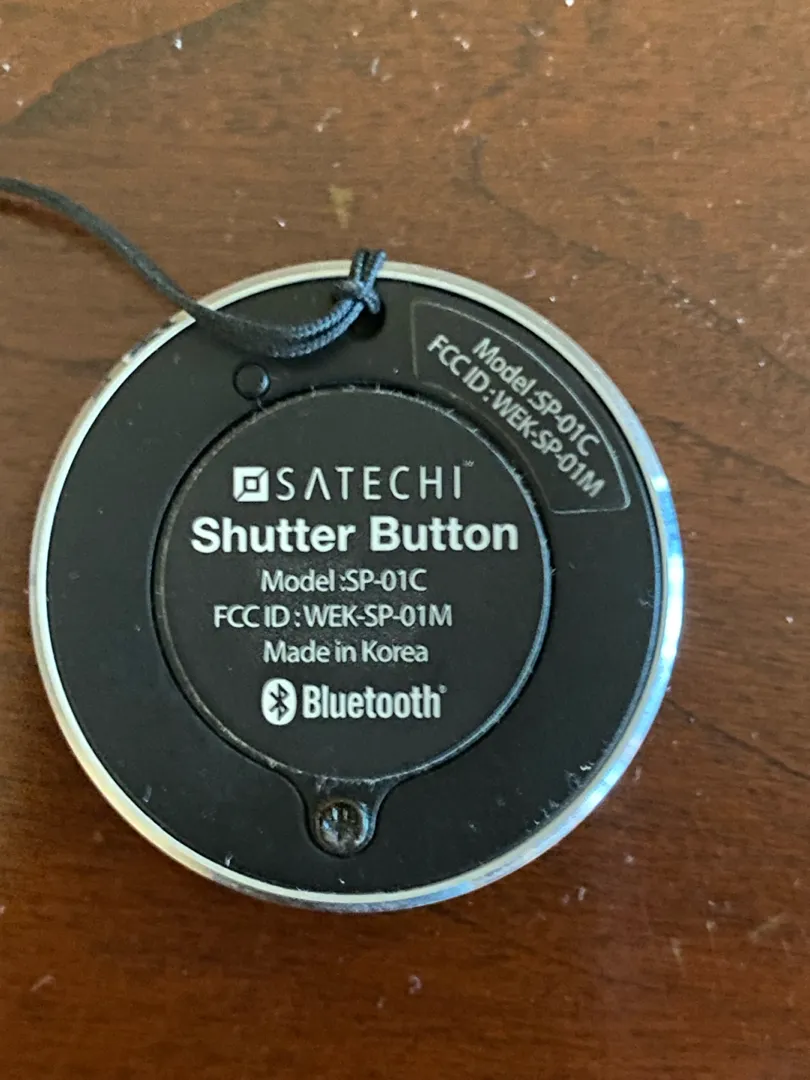 Model:SP-01C
FCC ID:WEK-SP-01M
SATECHI™
Shutter Button
Model:SP-01C
FCC ID:WEK-SP-01M
Made in Korea
Bluetooth®